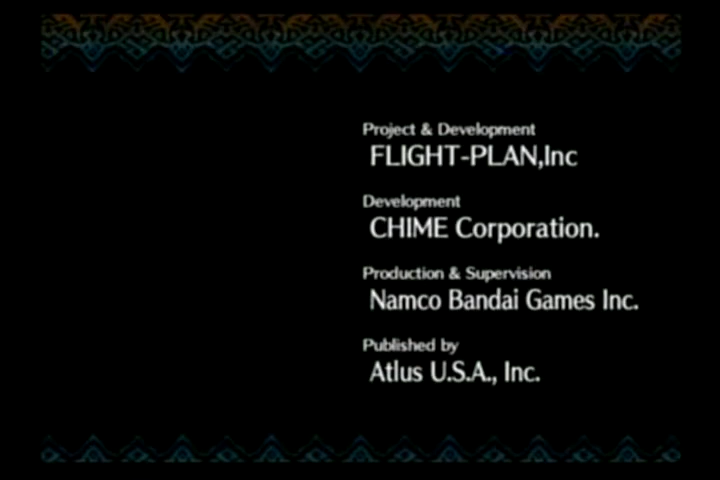 Project & Development
FLIGHT-PLAN,Inc
Development
CHIME Corporation.
Production & Supervision
Namco Bandai Games Inc.
Published by
Atlus U.S.A., Inc.